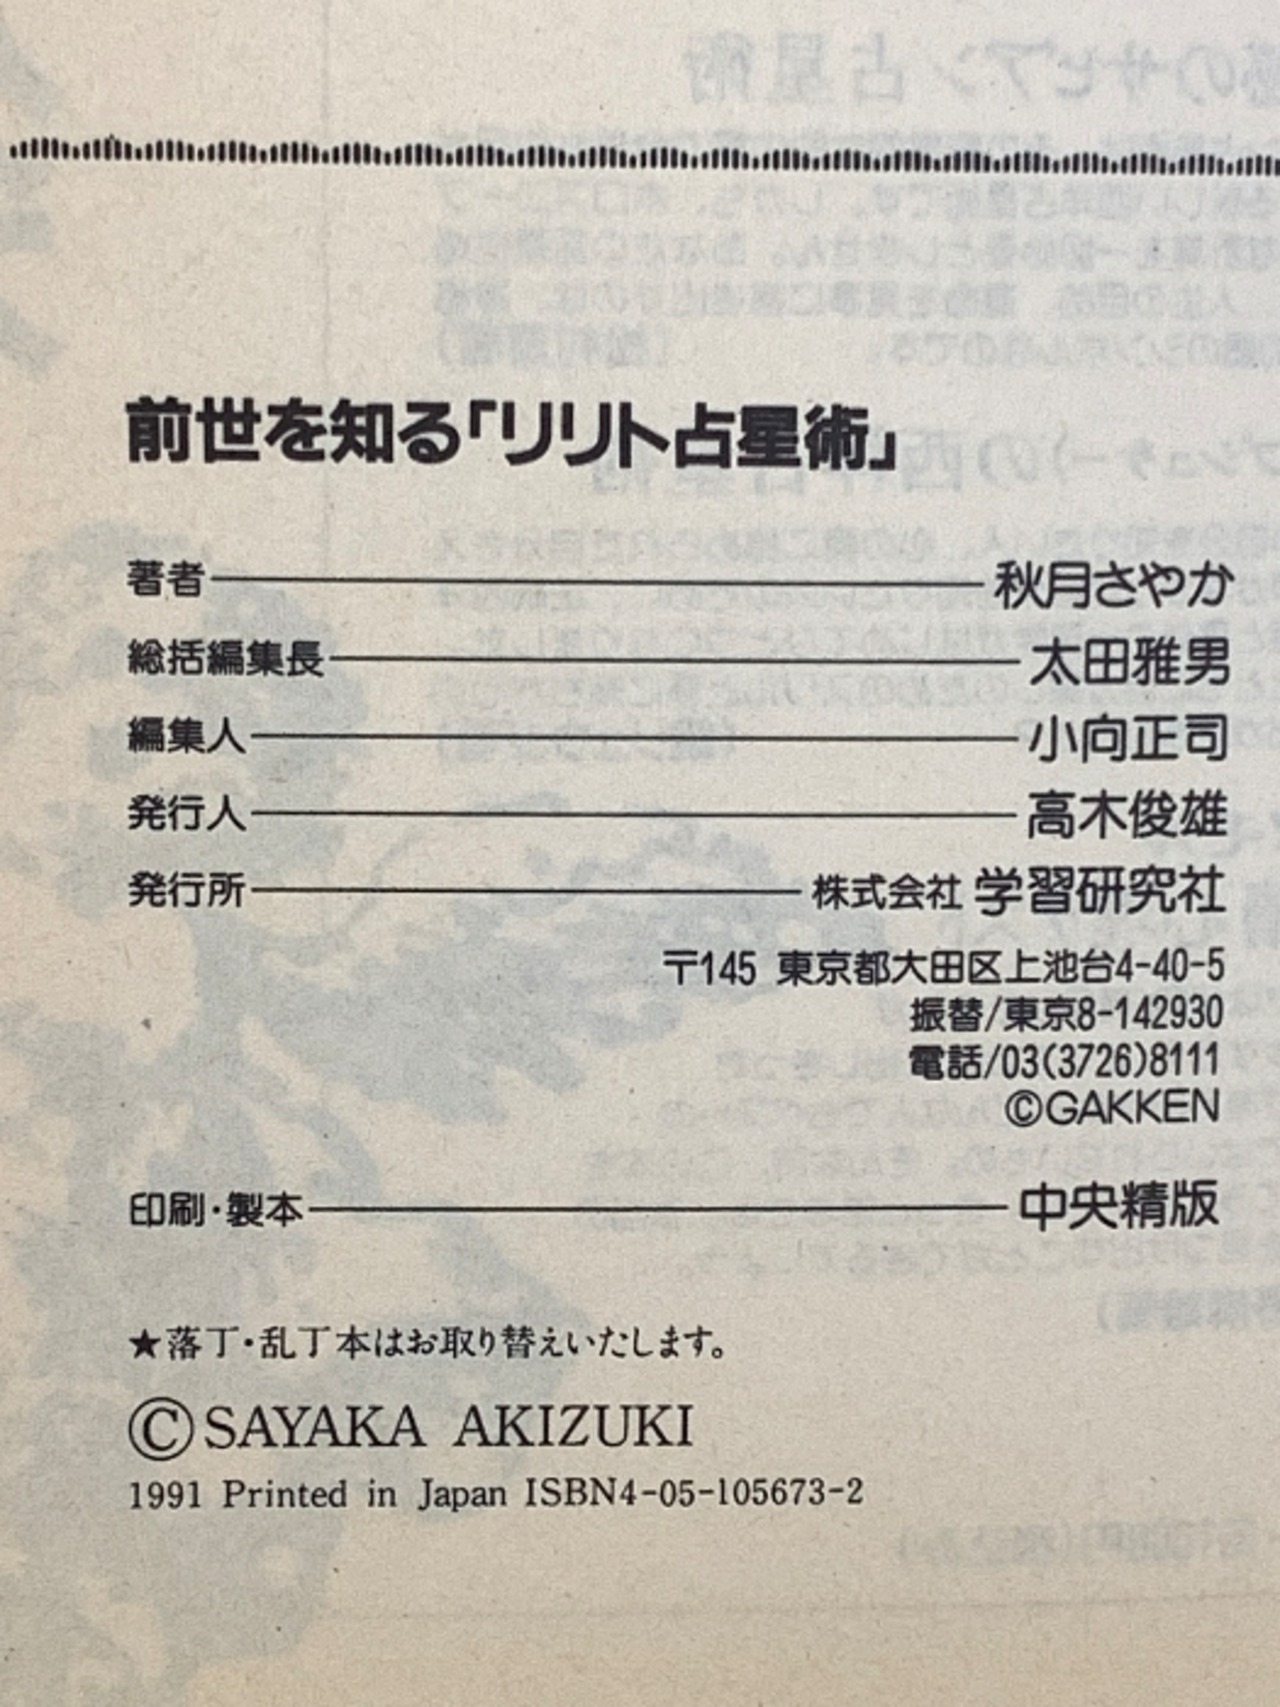 前世を知る「リリト占星術」
著者 秋月さやか
総括編集長 太田雅男
編集人 小向正司
発行人 高木俊雄
発行所 株式会社 学習研究社
〒145 東京都大田区上池台4-40-5
振替/東京8-142930
電話/03(3726)8111
©GAKKEN
印刷・製本 中央精版
★落丁・乱丁本はお取り替えいたします。
©SAYAKA AKIZUKI
1991 Printed in Japan ISBN4-05-105673-2